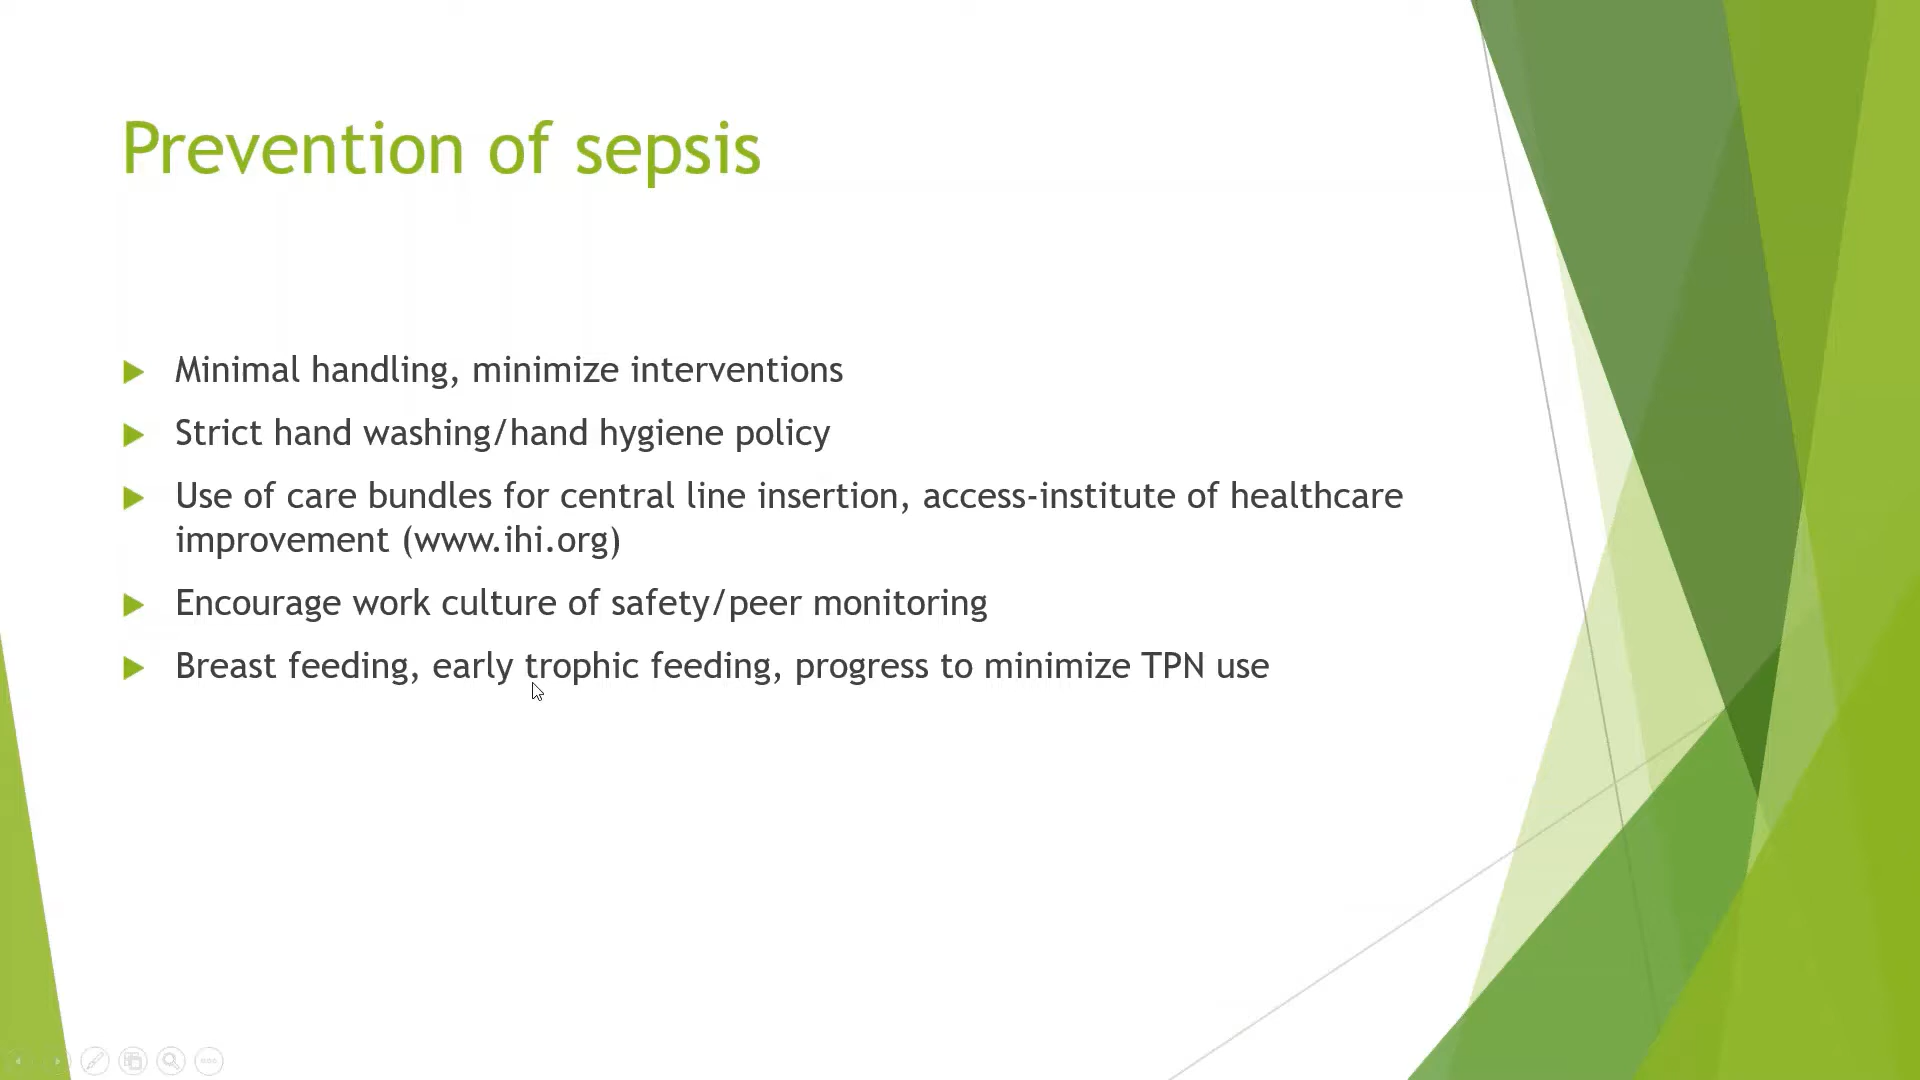 Prevention of sepsis
Minimal handling, minimize interventions
Strict hand washing/hand hygiene policy
Use of care bundles for central line insertion, access-institute of healthcare
improvement (www.ihi.org)
Encourage work culture of safety/peer monitoring
Breast feeding, early trophic feeding, progress to minimize TPN use